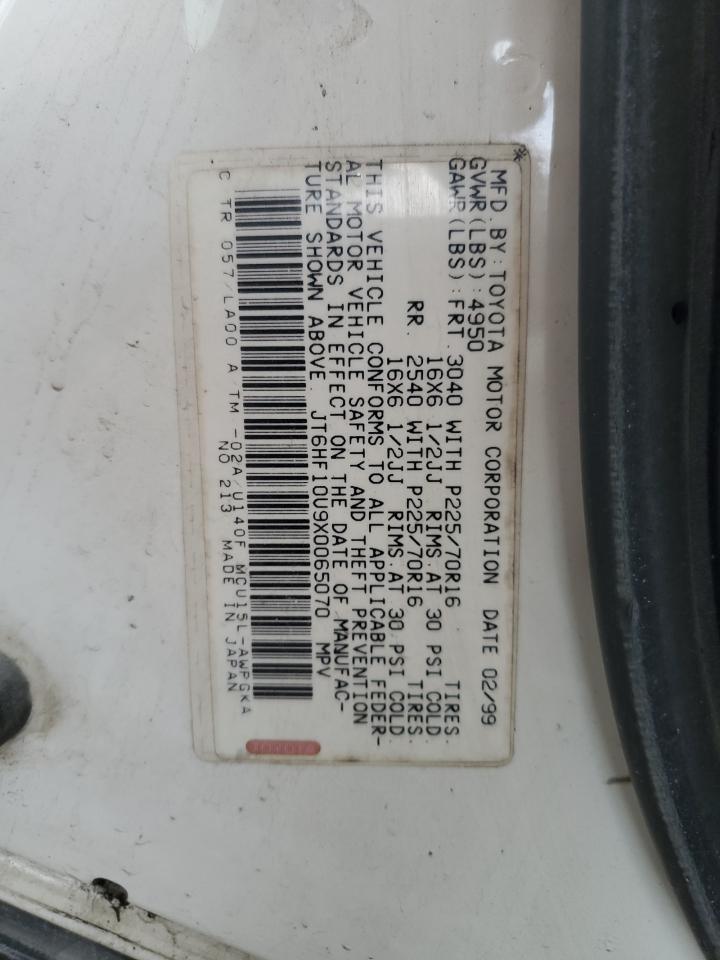 MFD.BY:TOYOTA MOTOR CORPORATION DATE 02/99
GVWR(LBS):4950
GAWR(LBS):FRT. 3040 WITH P225/70R16 TIRES.
16X6 1/2JJ RIMS.AT 30 PSI COLD.
RR. 2540 WITH P225/70R16 TIRES.
16X6 1/2JJ RIMS.AT 30 PSI COLD.
THIS VEHICLE CONFORMS TO ALL APPLICABLE FEDER-
AL MOTOR VEHICLE SAFETY AND THEFT PREVENTION
STANDARDS IN EFFECT ON THE DATE OF MANUFAC-
TURE SHOWN ABOVE. JT6HF10U9X0065070 MPV
C TR 057/LA00 A/TM -02A/U140F MCU15L-AWPGKA
NO 213 MADE IN JAPAN